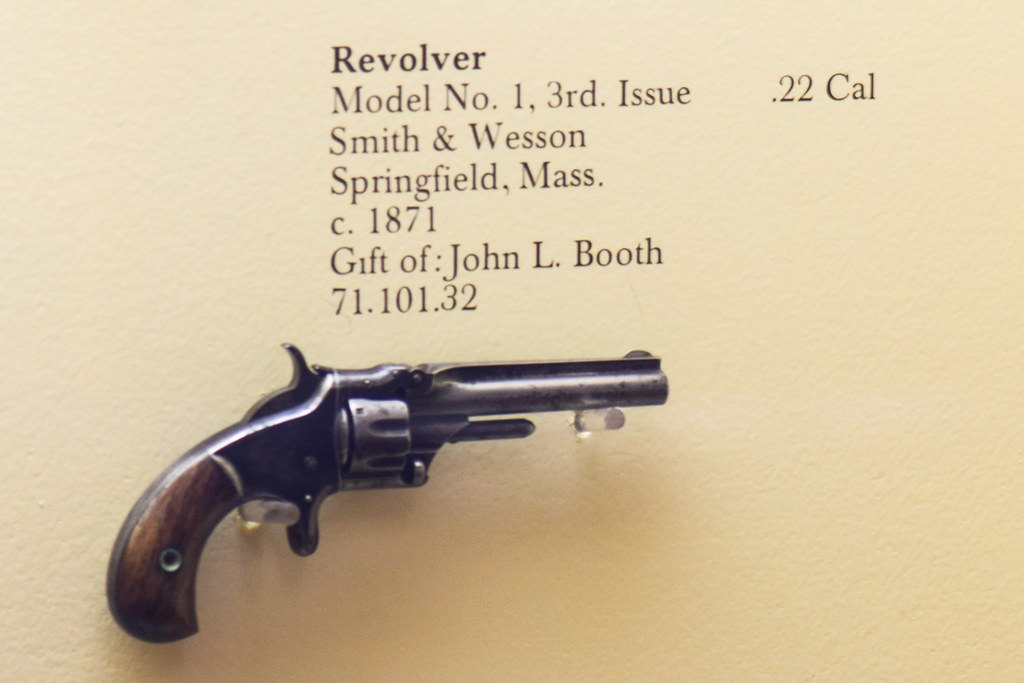 Revolver
Model No. 1, 3rd. Issue .22 Cal
Smith & Wesson
Springfield, Mass.
c. 1871
Gift of: John L. Booth
71.101.32